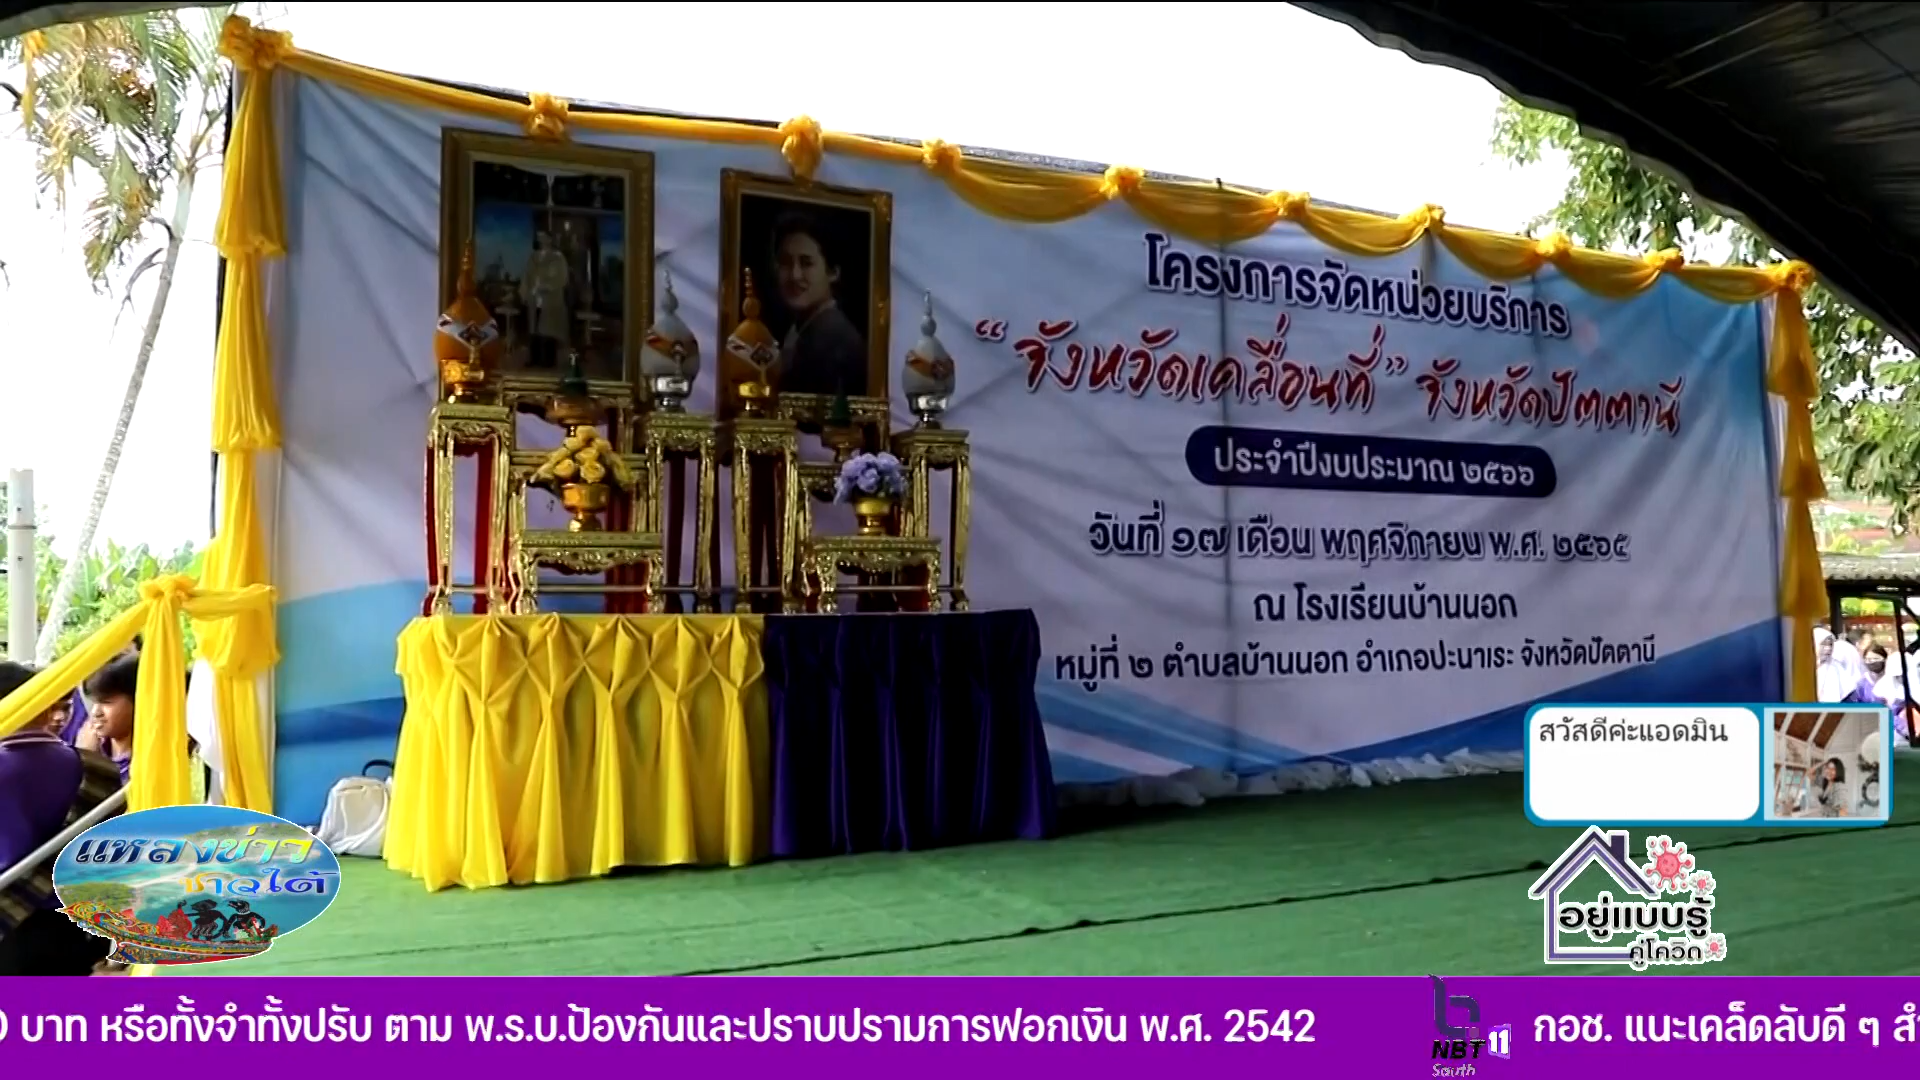 โครงการจัดหน่วยบริการ
“จังหวัดเคลื่อนที่” จังหวัดปัตตานี
ประจำปีงบประมาณ ๒๕๖๖
วันที่ ๑๗ เดือน พฤศจิกายน พ.ศ. ๒๕๖๕
ณ โรงเรียนบ้านนอก
หมู่ที่ ๒ ตำบลบ้านนอก อำเภอปะนาเระ จังหวัดปัตตานี
สวัสดีค่ะแอดมิน
แหลงข่าว
ชาวใต้
อยู่แบบรู้
คู่โควิด
บาท หรือทั้งจำทั้งปรับ ตาม พ.ร.บ.ป้องกันและปราบปรามการฟอกเงิน พ.ศ. 2542
NBT 11
South
กอช. แนะเคล็ดลับดี ๆ